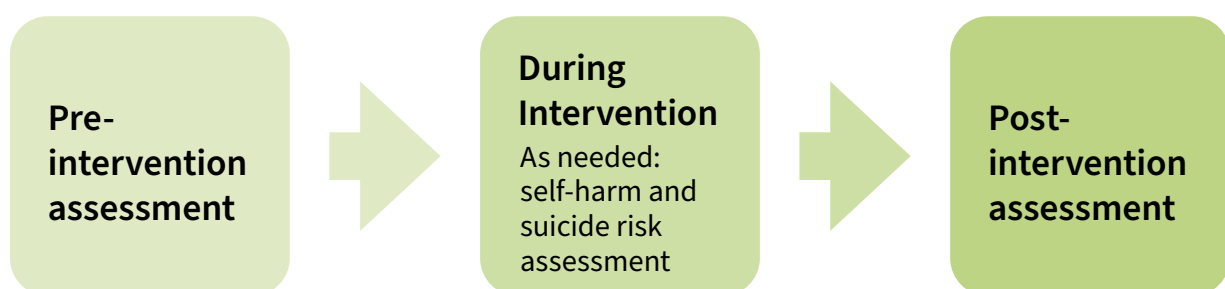 Pre-
intervention
assessment
During
Intervention
As needed:
self-harm and
suicide risk
assessment
Post-
intervention
assessment